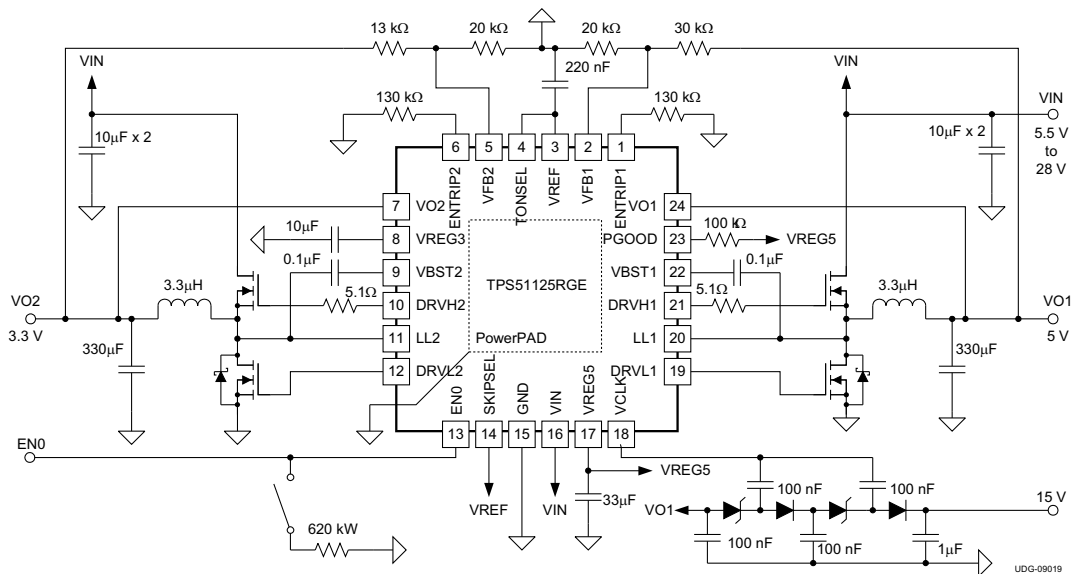 13 kΩ
20 kΩ
20 kΩ
30 kΩ
VIN
220 nF
VIN
130 kΩ
130 kΩ
VIN
10μF x 2
10μF x 2
5.5 V
to
28 V
6
5
4
3
2
1
ENTRIP2
VFB2
TONSEL
VREF
VFB1
ENTRIP1
7
VO2
VO1
24
100 kΩ
10μF
8
VREG3
PGOOD
23
VREG5
0.1μF
9
VBST2
TPS51125RGE
VBST1
22
0.1μF
3.3μH
5.1Ω
10
DRVH2
DRVH1
21
5.1Ω
3.3μH
VO2
3.3 V
VO1
5 V
11
LL2
PowerPAD
LL1
20
330μF
330μF
12
DRVL2
DRVL1
19
EN0
SKIPSEL
GND
VIN
VREG5
VCLK
13
14
15
16
17
18
EN0
VREG5
33μF
VREF
VIN
100 nF
100 nF
VO1
15 V
620 kW
100 nF
100 nF
1μF
UDG-09019